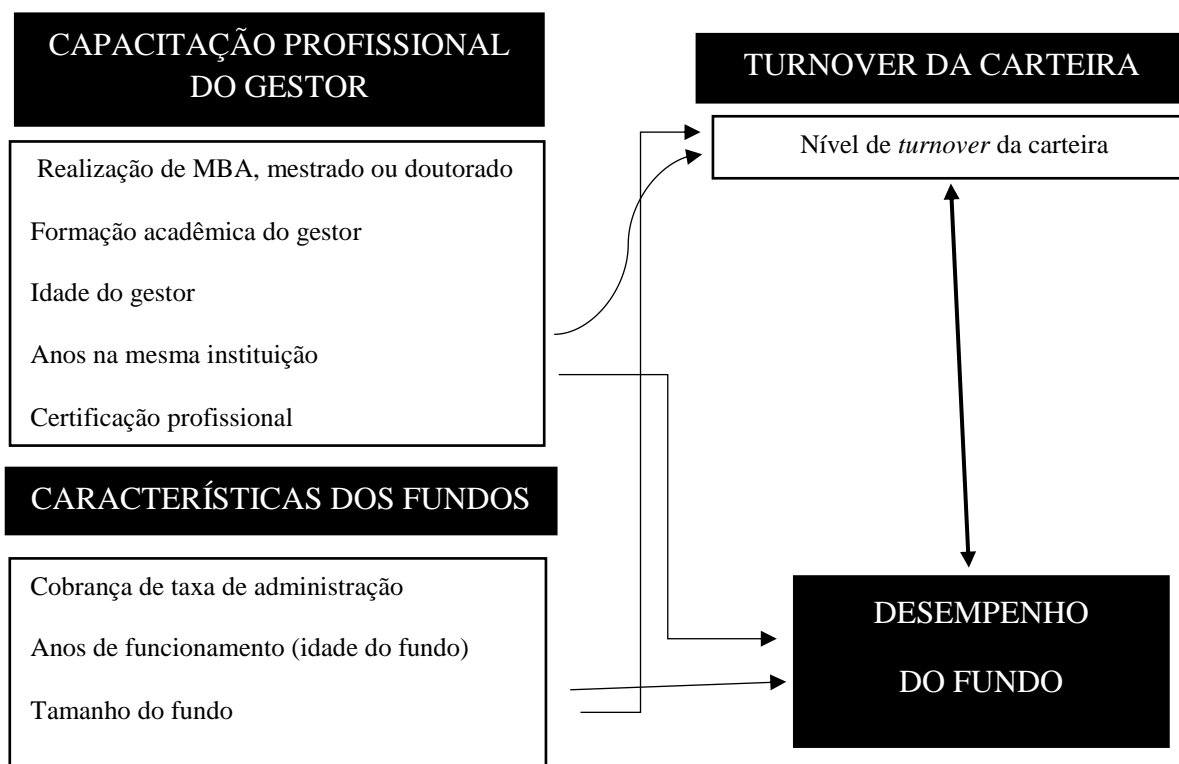 CAPACITAÇÃO PROFISSIONAL
DO GESTOR
Realização de MBA, mestrado ou doutorado
Formação acadêmica do gestor
Idade do gestor
Anos na mesma instituição
Certificação profissional
CARACTERÍSTICAS DOS FUNDOS
Cobrança de taxa de administração
Anos de funcionamento (idade do fundo)
Tamanho do fundo
TURNOVER DA CARTEIRA
Nível de turnover da carteira
DESEMPENHO
DO FUNDO